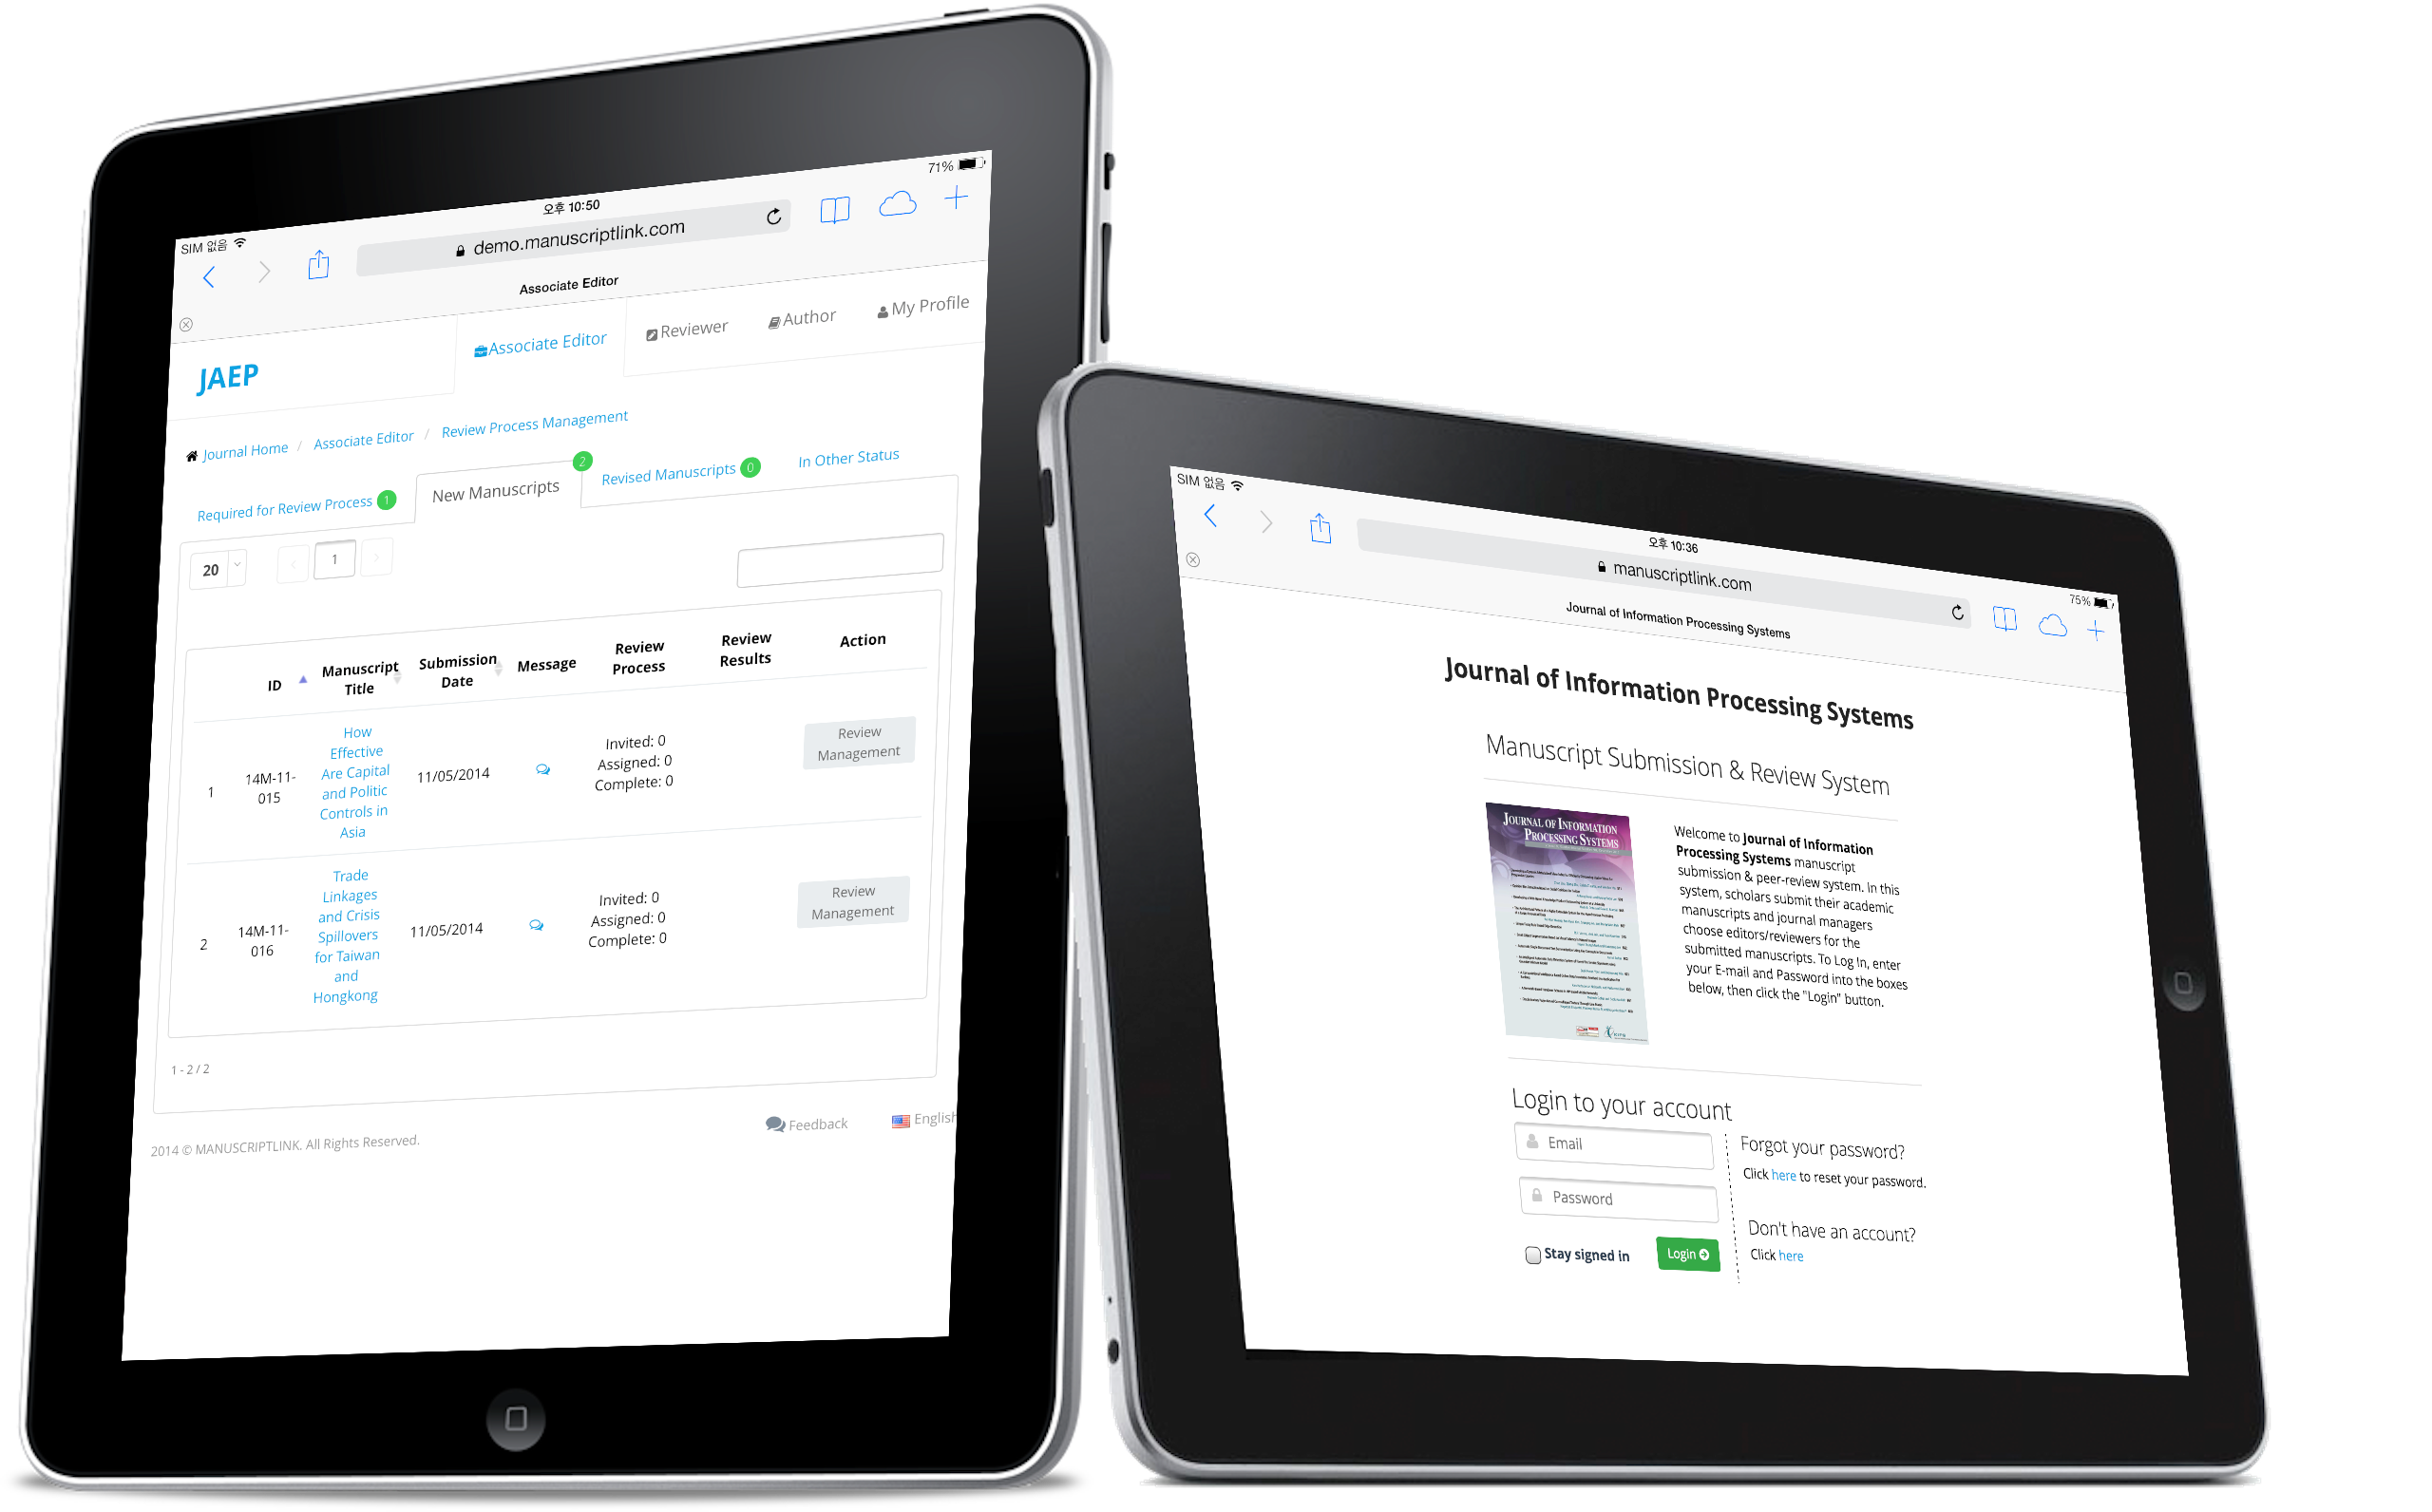 SIM 없음
오후 10:50
71%
demo.manuscriptlink.com
Associate Editor
JAEP
Associate Editor
Reviewer
Author
My Profile
Journal Home / Associate Editor / Review Process Management
Required for Review Process 1
New Manuscripts 2
Revised Manuscripts 0
In Other Status
20
< 1 >
ID
Manuscript
Title
Submission
Date
Message
Review
Process
Review
Results
Action
1
14M-11-
015
How
Effective
Are Capital
and Politic
Controls in
Asia
11/05/2014
Invited: 0
Assigned: 0
Complete: 0
Review
Management
2
14M-11-
016
Trade
Linkages
and Crisis
Spillovers
for Taiwan
and
Hongkong
11/05/2014
Invited: 0
Assigned: 0
Complete: 0
Review
Management
1 - 2 / 2
2014 © MANUSCRIPTLINK. All Rights Reserved.
Feedback
English
SIM 없음
오후 10:36
75%
manuscriptlink.com
Journal of Information Processing Systems
Journal of Information Processing Systems
Manuscript Submission & Review System
JOURNAL OF INFORMATION
PROCESSING SYSTEMS
Welcome to Journal of Information
Processing Systems manuscript
submission & peer-review system. In this
system, scholars submit their academic
manuscripts and journal managers
choose editors/reviewers for the
submitted manuscripts. To Log In, enter
your E-mail and Password into the boxes
below, then click the "Login" button.
Login to your account
Email
Password
Stay signed in
Login
Forgot your password?
Click here to reset your password.
Don't have an account?
Click here